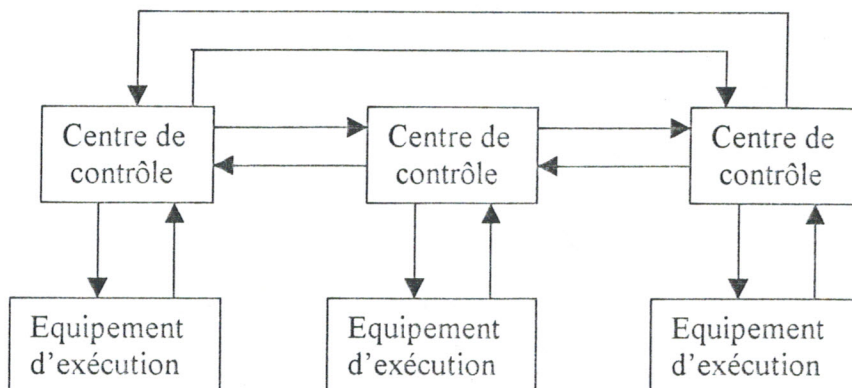 Centre de
contrôle
Centre de
contrôle
Centre de
contrôle
Equipement
d'exécution
Equipement
d'exécution
Equipement
d'exécution